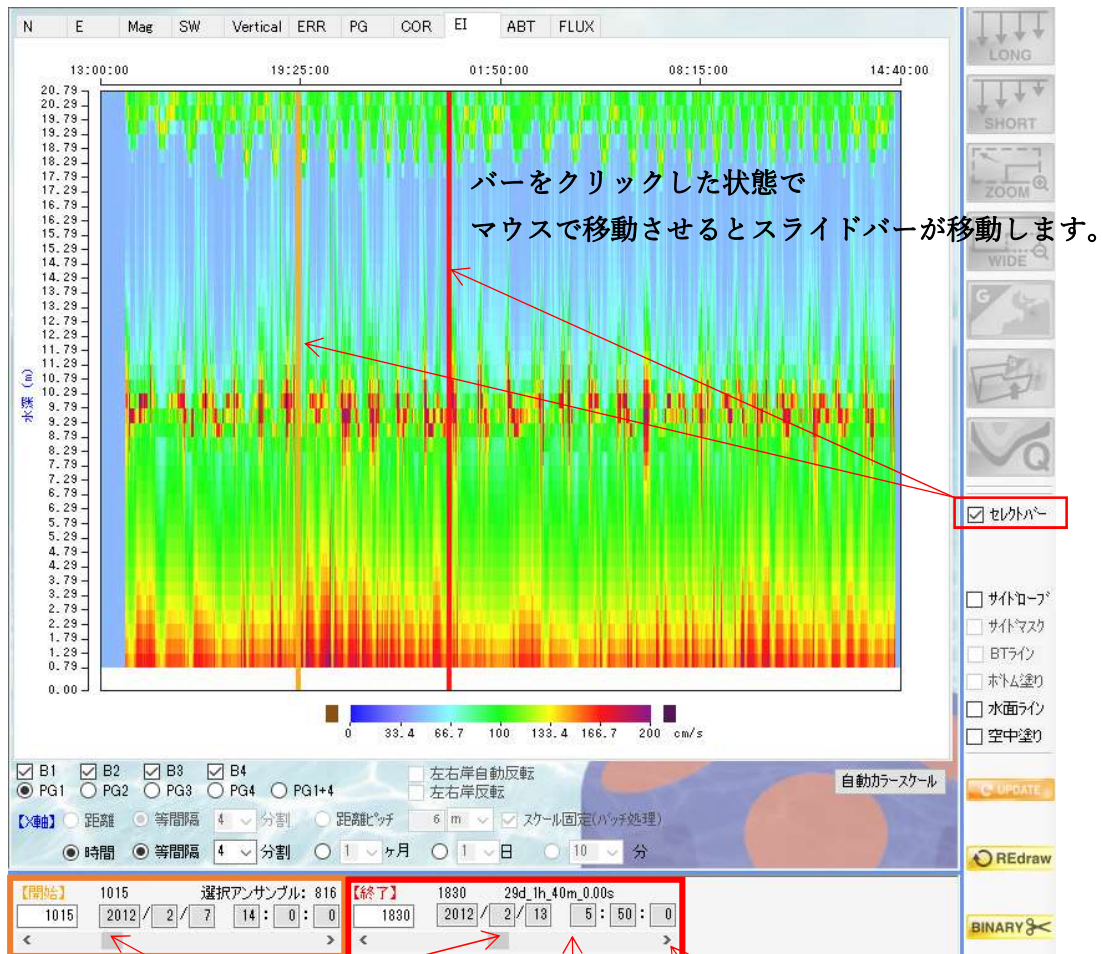 N E Mag SW Vertical ERR PG COR EI ABT FLUX
13:00:00 19:25:00 01:50:00 08:15:00 14:40:00
20.79
20.29
19.79
19.29
18.79
18.29
17.79
17.29
16.79
16.29
15.79
15.29
14.79
14.29
13.79
13.29
12.79
12.29
11.79
11.29
10.79
10.29
9.79
9.29
8.79
8.29
7.79
7.29
6.79
6.29
5.79
5.29
4.79
4.29
3.79
3.29
2.79
2.29
1.79
1.29
0.79
0.00
水深 (m)
バーをクリックした状態で
マウスで移動させるとスライドバーが移動します。
0 33.4 66.7 100 133.4 166.7 200 cm/s
LONG
SHORT
ZOOM
WIDE
G
Q
セレクトバー
サイドローブ
サイドマスク
BTライン
ボトム塗り
水面ライン
空中塗り
B1 B2 B3 B4 左右岸自動反転 自動カラースケール
PG1 PG2 PG3 PG4 PG1+4 左右岸反転
【X軸】 距離 等間隔 4 分割 距離ピッチ 6 m スケール固定(バッチ処理)
時間 等間隔 4 分割 1 ヶ月 1 日 10 分
UPDATE
REdraw
BINARY
【開始】 1015 選択アンサンブル: 816
1015 2012 / 2 / 7 14 : 0 : 0
【終了】 1830 29d_1h_40m_0.00s
1830 2012 / 2 / 13 5 : 50 : 0